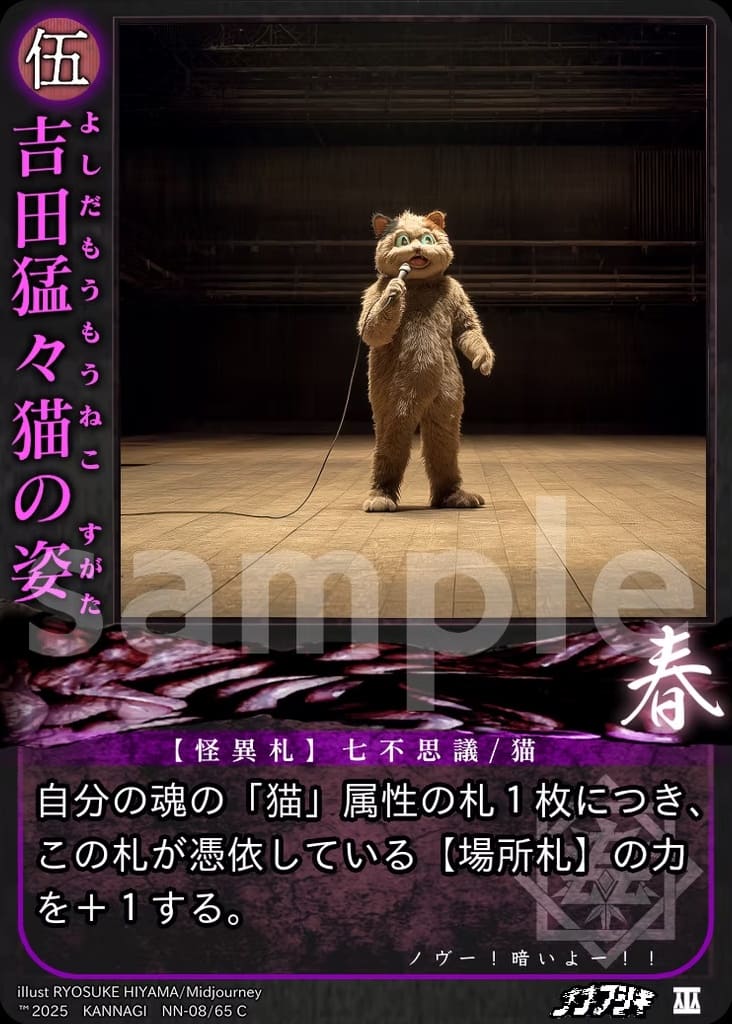 伍
吉田猛々猫の姿
よしだもうもうねこ すがた
sample
春
【怪異札】七不思議/猫
自分の魂の「猫」属性の札１枚につき、
この札が憑依している【場所札】の力
を＋１する。
ノヴー！暗いよー！！
illust RYOSUKE HIYAMA/Midjourney
™2025 KANNAGI NN-08/65 C